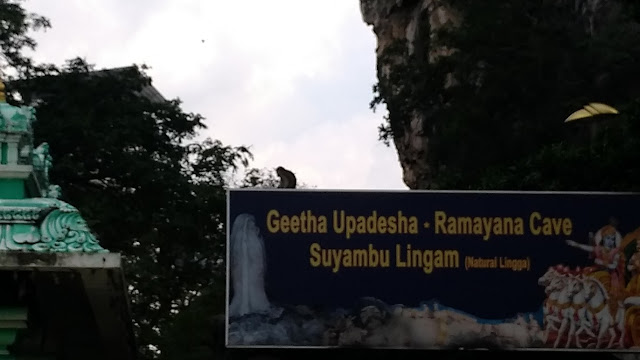 Geetha Upadesha - Ramayana Cave
Suyambu Lingam (Natural Lingga)